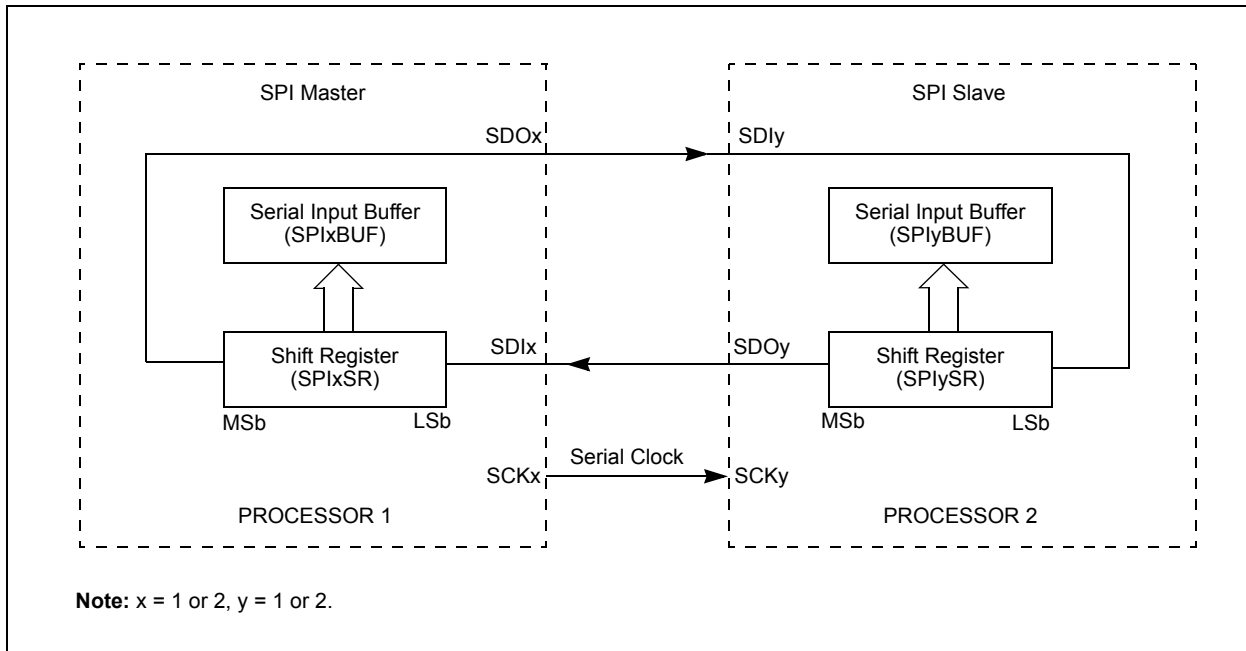 SPI Master
SPI Slave
SDOx
SDIy
Serial Input Buffer
(SPIxBUF)
Serial Input Buffer
(SPIyBUF)
Shift Register
(SPIxSR)
SDIx
SDOy
Shift Register
(SPIySR)
MSb
LSb
MSb
LSb
Serial Clock
SCKx
SCKy
PROCESSOR 1
PROCESSOR 2
Note: x = 1 or 2, y = 1 or 2.